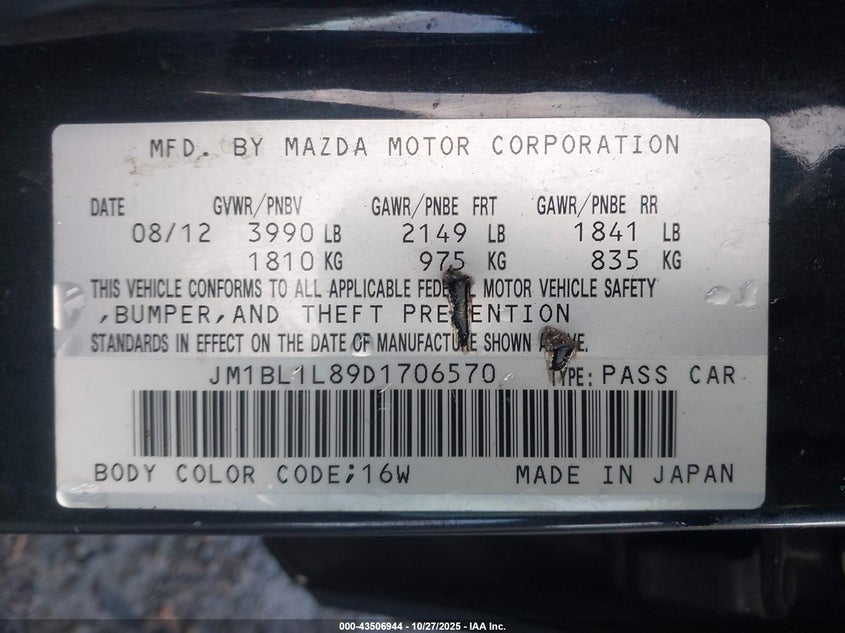 MFD. BY MAZDA MOTOR CORPORATION
DATE GVWR/PNBV GAWR/PNBE FRT GAWR/PNBE RR
08/12 3990 LB 2149 LB 1841 LB
1810 KG 975 KG 835 KG
THIS VEHICLE CONFORMS TO ALL APPLICABLE MOTOR VEHICLE SAFETY
,BUMPER,AND THEFT PREVENTION
STANDARDS IN EFFECT ON THE DATE OF MANUFACTURE SHOWN ABOVE.
JM1BL1L89D1706570 TYPE: PASS CAR
BODY COLOR CODE;16W MADE IN JAPAN
000-43506944 - 10/27/2025 - IAA Inc.